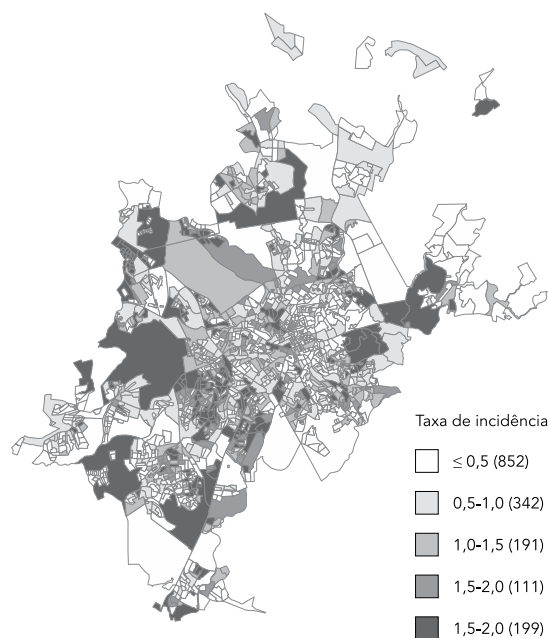 Taxa de incidência
≤ 0,5 (852)
0,5-1,0 (342)
1,0-1,5 (191)
1,5-2,0 (111)
1,5-2,0 (199)